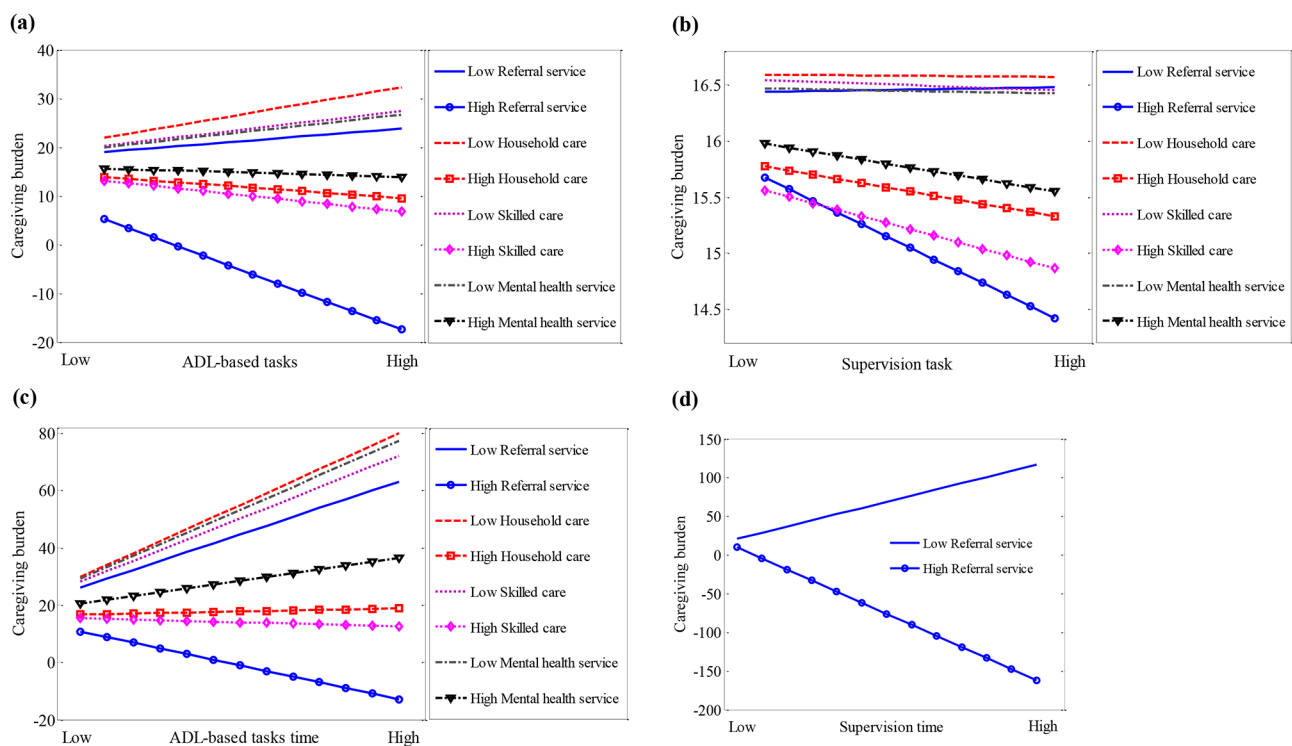 (a)
40
30
20
10
0
-10
-20
Caregiving burden
Low
ADL-based tasks
High
Low Referral service
High Referral service
Low Household care
High Household care
Low Skilled care
High Skilled care
Low Mental health service
High Mental health service
(b)
16.5
16
15.5
15
14.5
Caregiving burden
Low
Supervision task
High
Low Referral service
High Referral service
Low Household care
High Household care
Low Skilled care
High Skilled care
Low Mental health service
High Mental health service
(c)
80
60
40
20
0
-20
Caregiving burden
Low
ADL-based tasks time
High
Low Referral service
High Referral service
Low Household care
High Household care
Low Skilled care
High Skilled care
Low Mental health service
High Mental health service
(d)
150
100
50
0
-50
-100
-150
-200
Caregiving burden
Low
Supervision time
High
Low Referral service
High Referral service